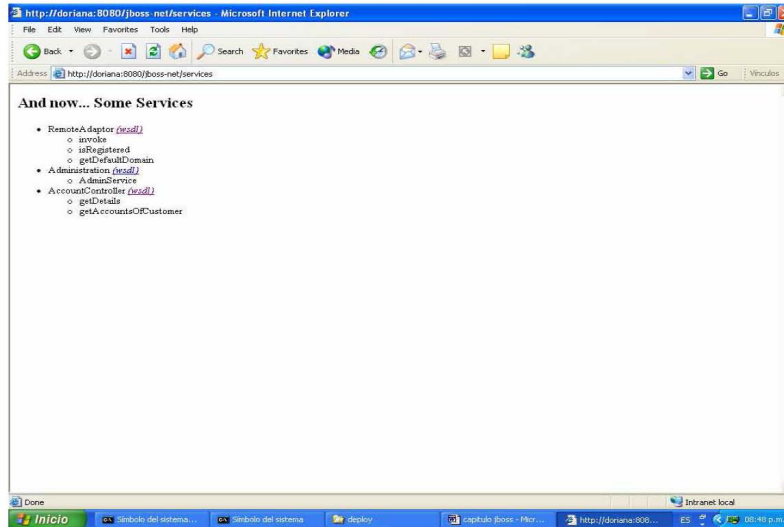 http://doriana:8080/jboss-net/services - Microsoft Internet Explorer
File Edit View Favorites Tools Help
Back Search Favorites Media
Address http://doriana:8080/jboss-net/services Go Vínculos
And now... Some Services
RemoteAdaptor (wsdl)
invoke
isRegistered
getDefaultDomain
Administration (wsdl)
AdminService
AccountController (wsdl)
getDetails
getAccountsOfCustomer
Done Intranet local
Inicio Símbolo del sistema... Símbolo del sistema deploy capitulo jboss - Micr... http://doriana:808... ES 08:48 p.m.